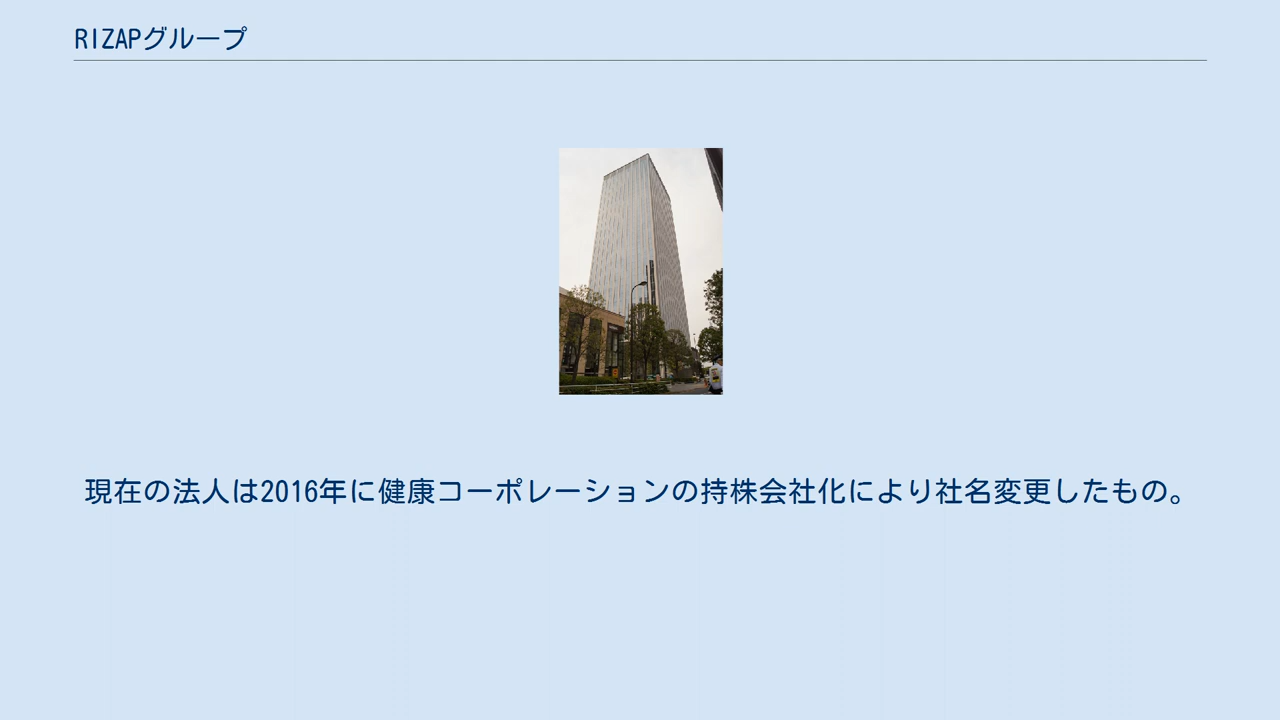 RIZAPグループ
現在の法人は2016年に健康コーポレーションの持株会社化により社名変更したもの。